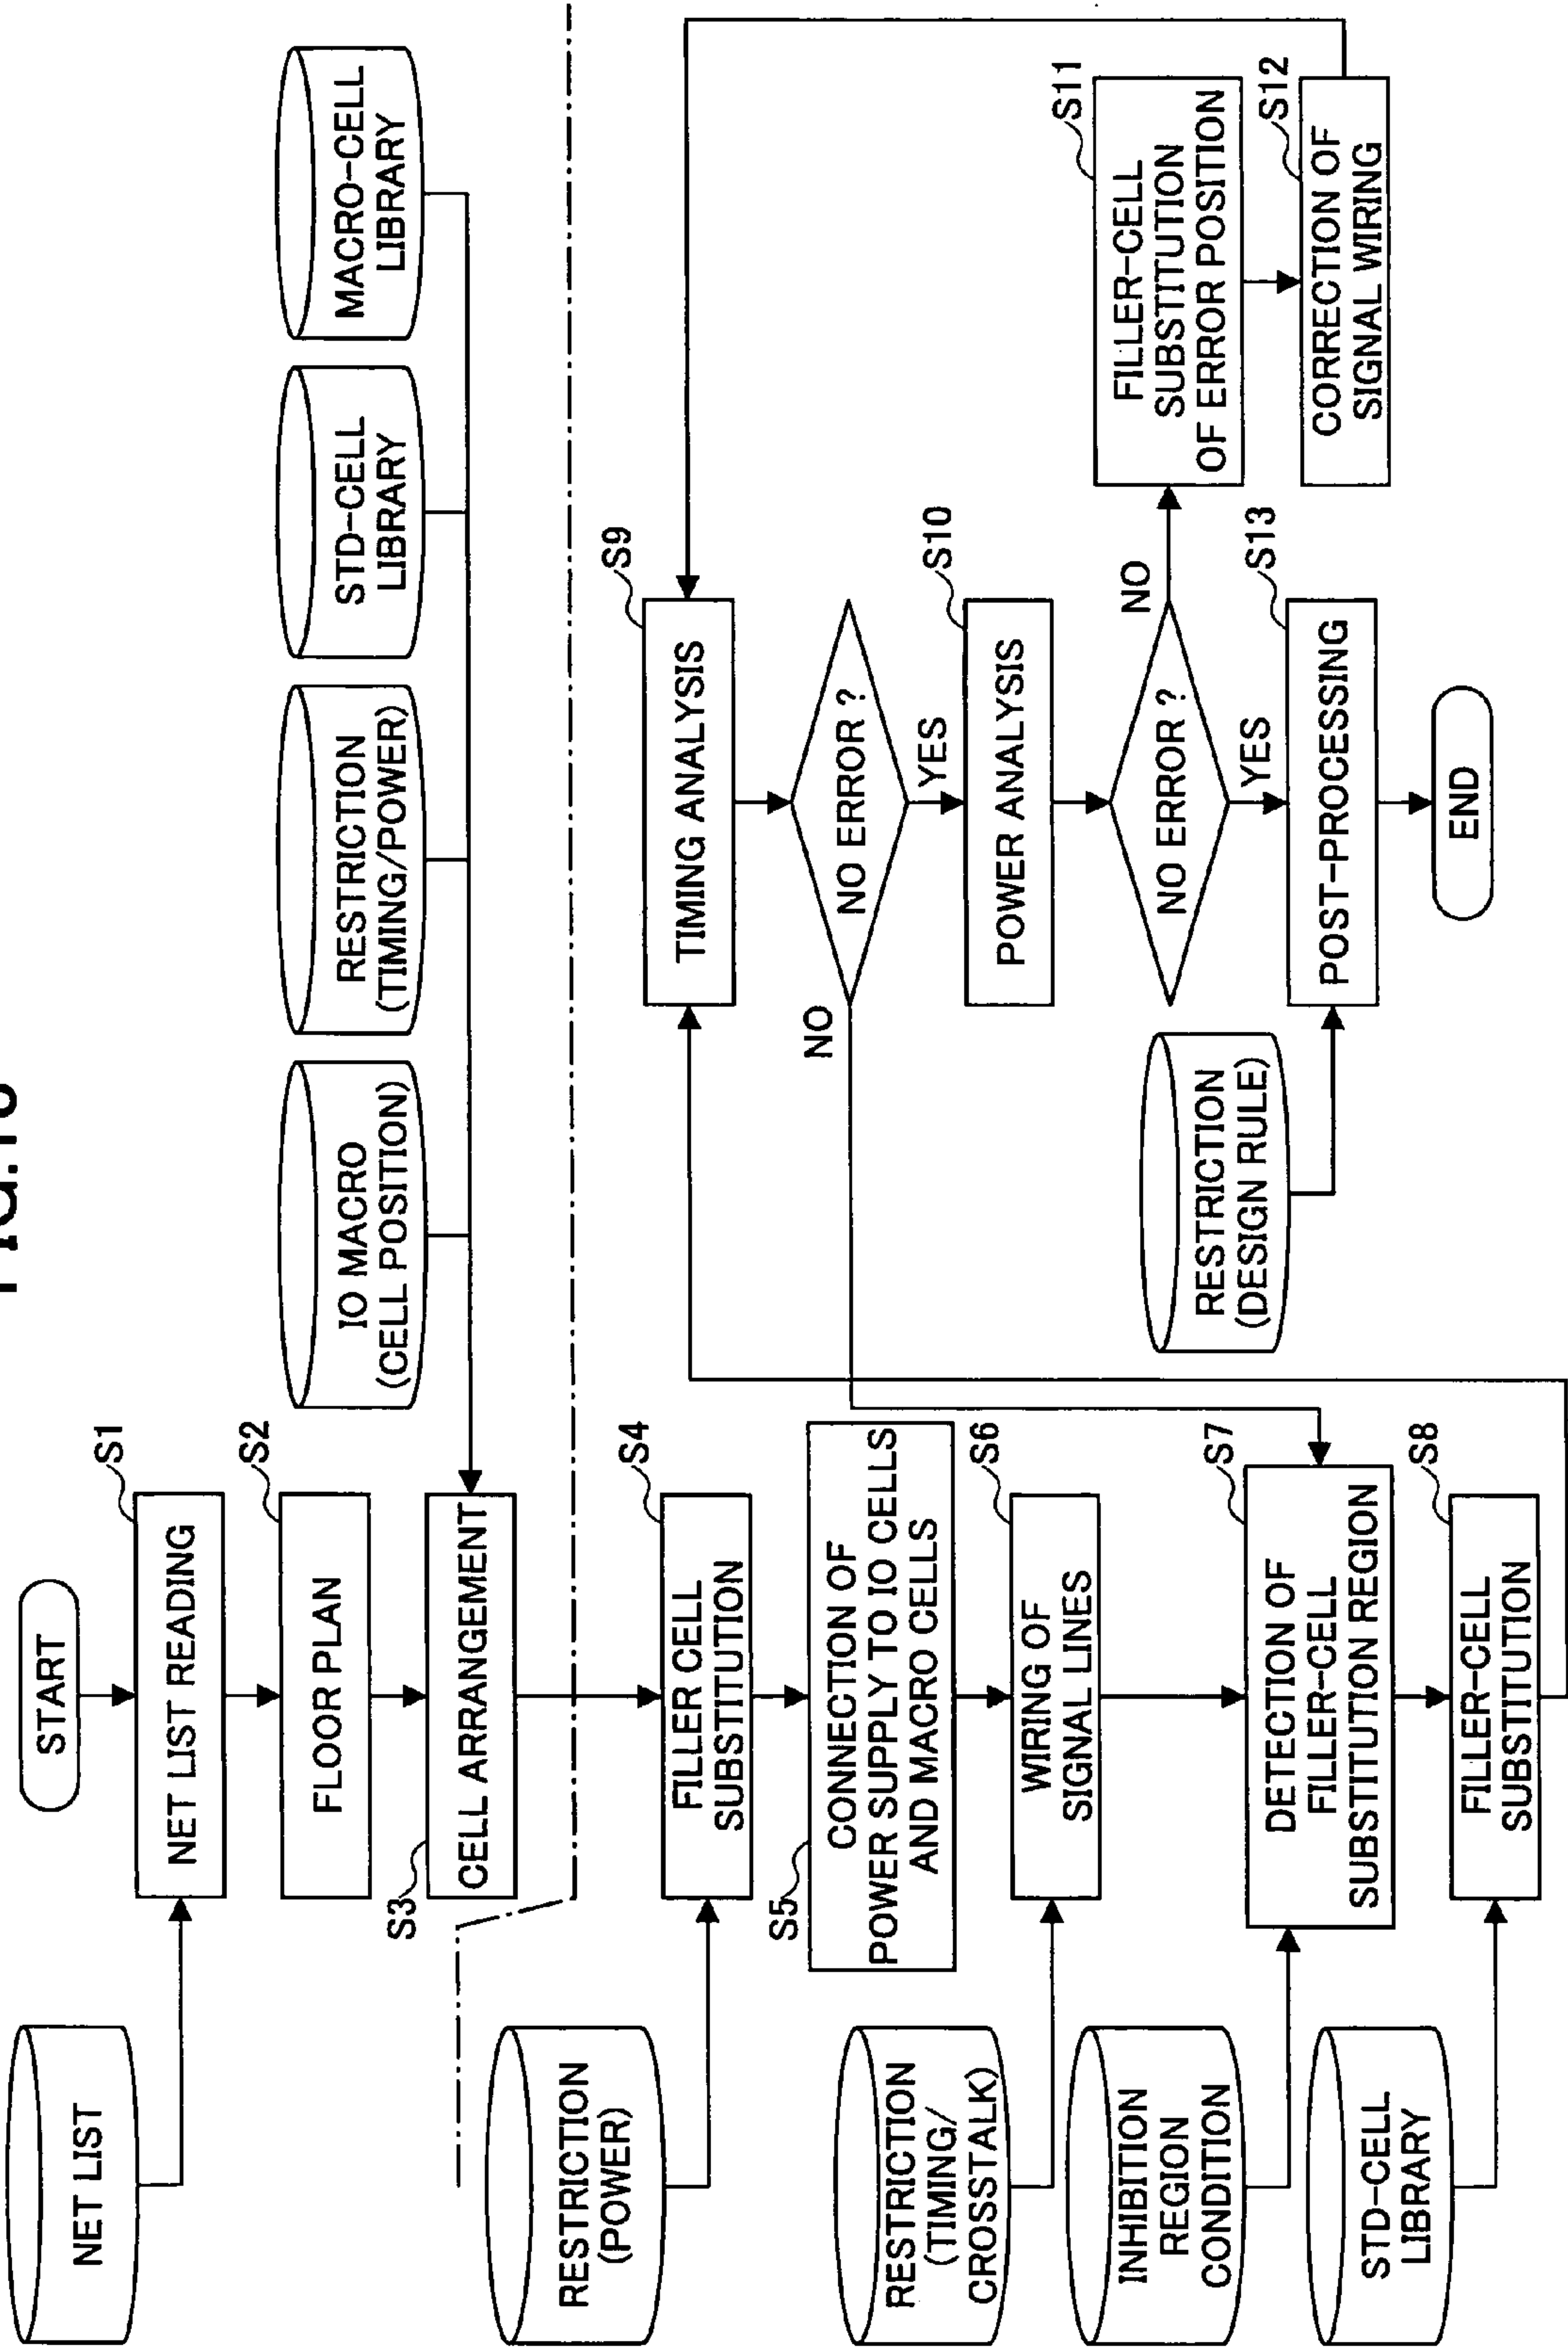 START
NET LIST
S1
NET LIST READING
S2
FLOOR PLAN
S3
CELL ARRANGEMENT
IO MACRO
(CELL POSITION)
RESTRICTION
(TIMING/POWER)
STD-CELL
LIBRARY
MACRO-CELL
LIBRARY
RESTRICTION
(POWER)
S4
FILLER CELL
SUBSTITUTION
S5
CONNECTION OF
POWER SUPPLY TO IO CELLS
AND MACRO CELLS
RESTRICTION
(TIMING/
CROSSTALK)
S6
WIRING OF
SIGNAL LINES
INHIBITION
REGION
CONDITION
S7
DETECTION OF
FILLER-CELL
SUBSTITUTION REGION
STD-CELL
LIBRARY
S8
FILLER-CELL
SUBSTITUTION
S9
TIMING ANALYSIS
NO ERROR ?
NO
YES
S10
POWER ANALYSIS
NO ERROR ?
NO
YES
S11
FILLER-CELL
SUBSTITUTION
OF ERROR POSITION
S12
CORRECTION OF
SIGNAL WIRING
RESTRICTION
(DESIGN RULE)
S13
POST-PROCESSING
END